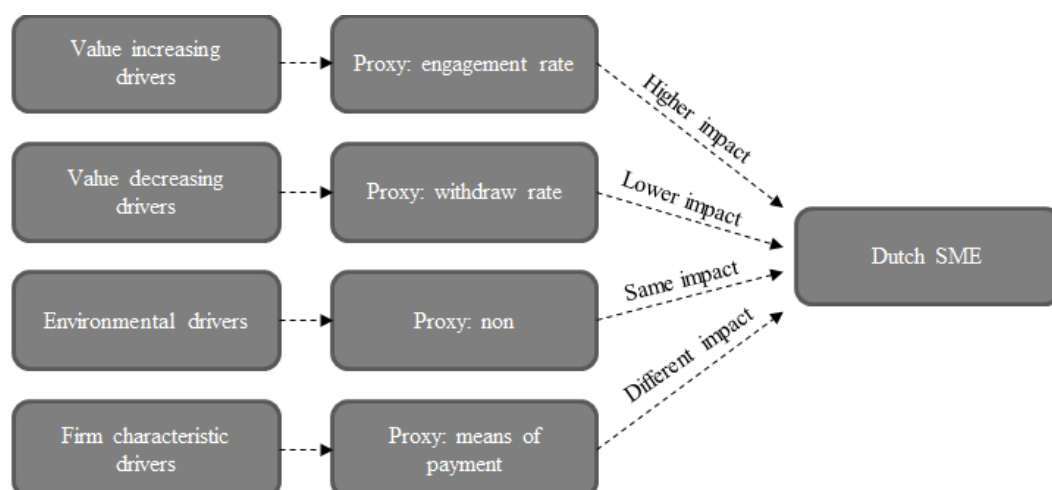 Value increasing
drivers
Proxy: engagement rate
Higher impact
Value decreasing
drivers
Proxy: withdraw rate
Lower impact
Dutch SME
Environmental drivers
Proxy: non
Same impact
Firm characteristic
drivers
Proxy: means of
payment
Different impact